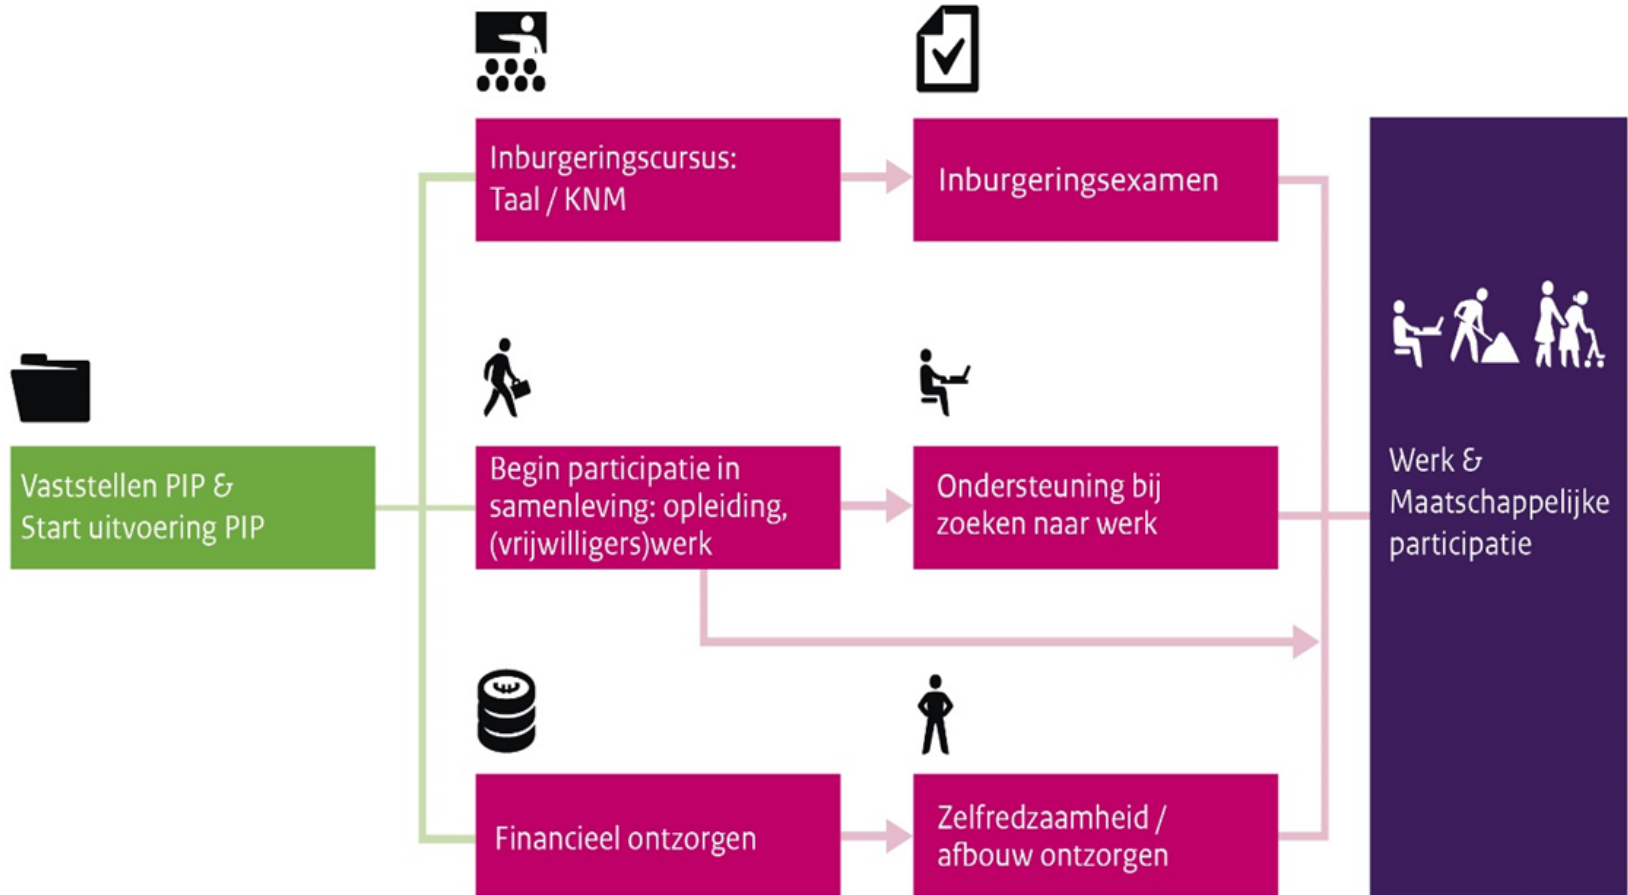 Inburgeringscursus:
Taal / KNM
Inburgeringsexamen
Vaststellen PIP &
Start uitvoering PIP
Begin participatie in
samenleving: opleiding,
(vrijwilligers)werk
Ondersteuning bij
zoeken naar werk
Werk &
Maatschappelijke
participatie
Financieel ontzorgen
Zelfredzaamheid /
afbouw ontzorgen